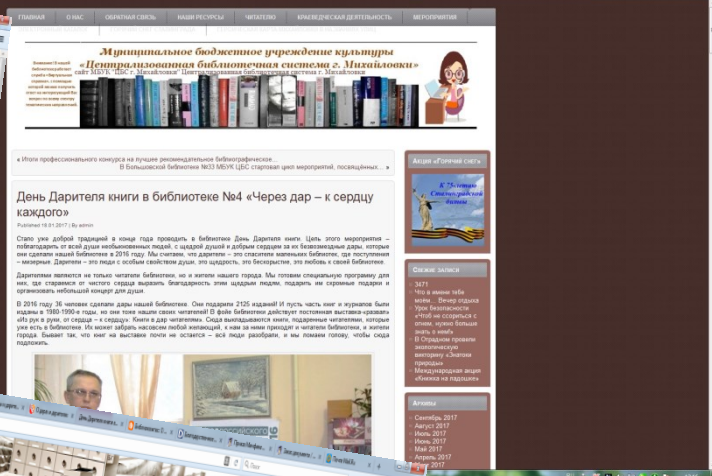 ГЛАВНАЯ
О НАС
ОБРАТНАЯ СВЯЗЬ
НАШИ РЕСУРСЫ
ЧИТАТЕЛЮ
КРАЕВЕДЧЕСКАЯ ДЕЯТЕЛЬНОСТЬ
МЕРОПРИЯТИЯ
Муниципальное бюджетное учреждение культуры
«Централизованная библиотечная система г. Михайловки»
сайт МБУК "ЦБС г. Михайловки" Централизованная библиотечная система г. Михайловки
« Итоги профессионального конкурса на лучшее рекомендательное библиографическое...
В Большовской библиотеке №33 МБУК ЦБС стартовал цикл мероприятий, посвящённых... »
День Дарителя книги в библиотеке №4 «Через дар – к сердцу
каждого»
Published 18.01.2017 | By admin
Стало уже доброй традицией в конце года проводить в библиотеке День Дарителя книги. Цель этого мероприятия –
поблагодарить от всей души необыкновенных людей, с щедрой душой и добрым сердцем за их безвозмездные дары, которые
они сделали нашей библиотеке в 2016 году. Мы считаем, что дарители – это спасители маленьких библиотек, где поступления
– мизерные. Дарители – это люди с особым свойством души, это щедрость, это бескорыстие, это любовь к своей библиотеке.
Дарителями являются не только читатели библиотеки, но и жители нашего города. Мы готовим специальную программу для
них, где стараемся от чистого сердца выразить благодарность этим щедрым людям, подарить им скромные подарки и
организовать небольшой концерт для души.
В 2016 году 36 человек сделали дары нашей библиотеке. Они подарили 2125 изданий! И пусть часть книг и журналов были
изданы в 1980-1990-е годы, но они тоже нашли своих читателей! В фойе библиотеки действует постоянная выставка-«развал»
«Из рук в руки, от сердца – к сердцу: Книги в дар читателям». Сюда выкладываются книги, подаренные читателями, которые
уже есть в библиотеке. Их может забрать насовсем любой желающий, к нам за ними приходят и читатели библиотеки, и жители
города. Бывает так, что книг на выставке почти не остается – всё люди разобрали, и мы ломаем голову, чтобы сюда
подложить.
Акция «Горячий снег»
К 75-летию
Сталинградской
битвы
Свежие записи
3471
Что в имени тебе
моём... Вечер отдыха
Урок безопасности
«Чтоб не ссориться с
огнем, нужно больше
знать о нем!»
В Отрадном провели
экологическую
викторину «Знатоки
природы»
Международная акция
«Книжка на ладошке»
Архивы
Сентябрь 2017
Август 2017
Июль 2017
Июнь 2017
Май 2017
Апрель 2017
2017